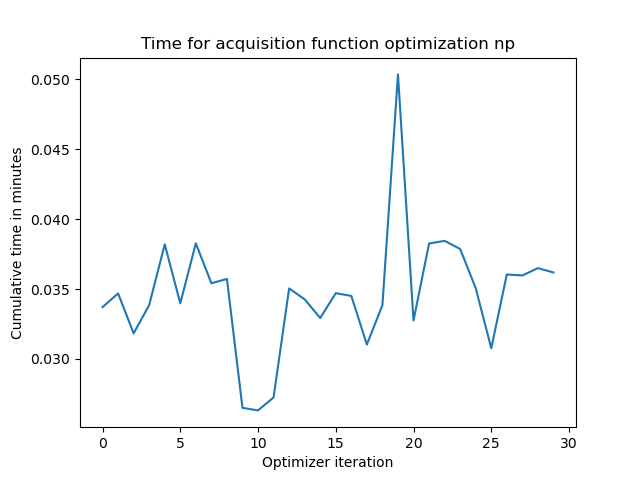 Time for acquisition function optimization np
Cumulative time in minutes
0.050
0.045
0.040
0.035
0.030
0 5 10 15 20 25 30
Optimizer iteration